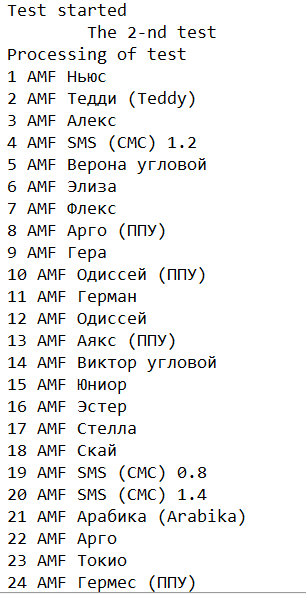 Test started
The 2-nd test
Processing of test
1 AMF Ньюс
2 AMF Тедди (Teddy)
3 AMF Алекс
4 AMF SMS (СМС) 1.2
5 AMF Верона угловой
6 AMF Элиза
7 AMF Флекс
8 AMF Арго (ППУ)
9 AMF Гера
10 AMF Одиссей (ППУ)
11 AMF Герман
12 AMF Одиссей
13 AMF Аякс (ППУ)
14 AMF Виктор угловой
15 AMF Юниор
16 AMF Эстер
17 AMF Стелла
18 AMF Скай
19 AMF SMS (СМС) 0.8
20 AMF SMS (СМС) 1.4
21 AMF Арабика (Arabika)
22 AMF Арго
23 AMF Токио
24 AMF Гермес (ППУ)